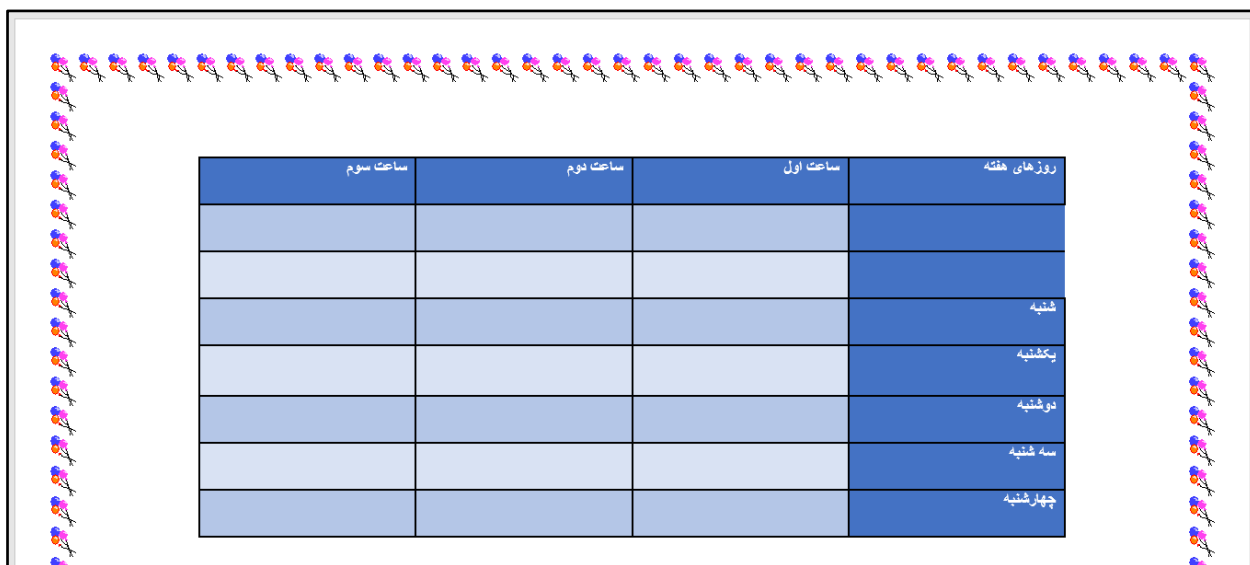 روزهای هفته ساعت اول ساعت دوم ساعت سوم
شنبه
یکشنبه
دوشنبه
سه شنبه
چهارشنبه